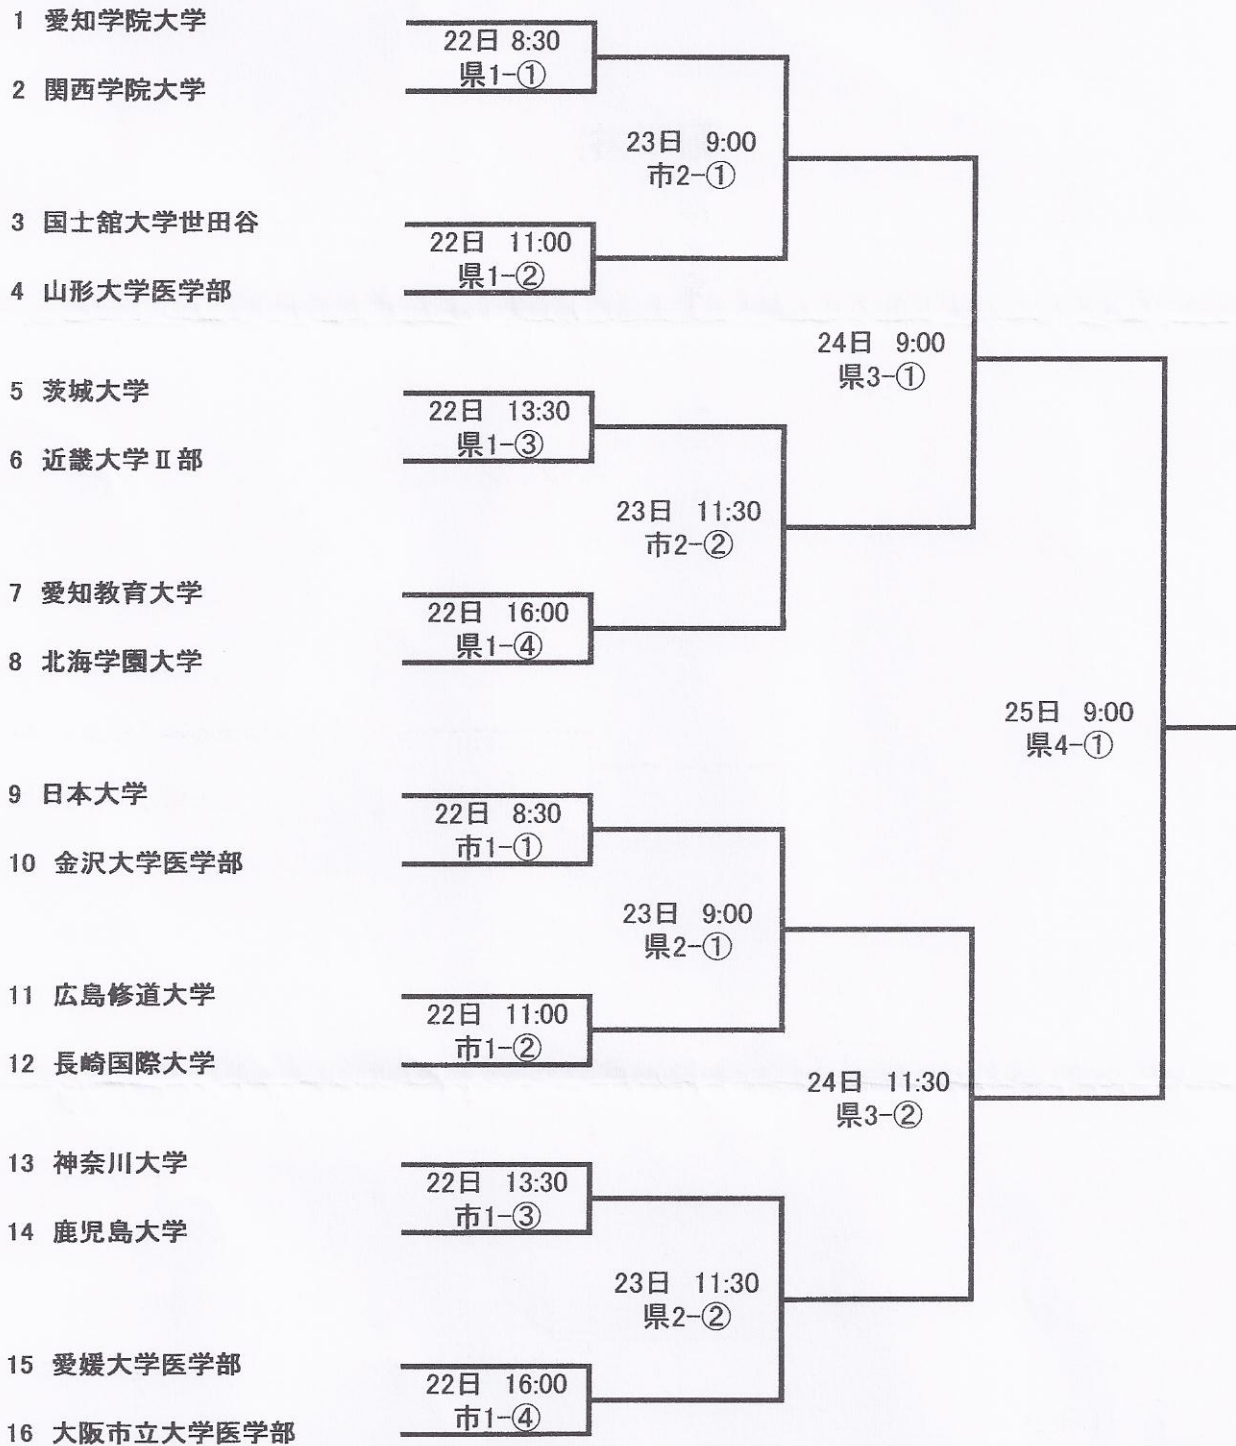 1 愛知学院大学
22日 8:30
県1-①
2 関西学院大学
23日 9:00
市2-①
3 国士舘大学世田谷
22日 11:00
県1-②
4 山形大学医学部
24日 9:00
県3-①
5 茨城大学
22日 13:30
県1-③
6 近畿大学Ⅱ部
23日 11:30
市2-②
7 愛知教育大学
22日 16:00
県1-④
8 北海学園大学
25日 9:00
県4-①
9 日本大学
22日 8:30
市1-①
10 金沢大学医学部
23日 9:00
県2-①
11 広島修道大学
22日 11:00
市1-②
12 長崎国際大学
24日 11:30
県3-②
13 神奈川大学
22日 13:30
市1-③
14 鹿児島大学
23日 11:30
県2-②
15 愛媛大学医学部
22日 16:00
市1-④
16 大阪市立大学医学部